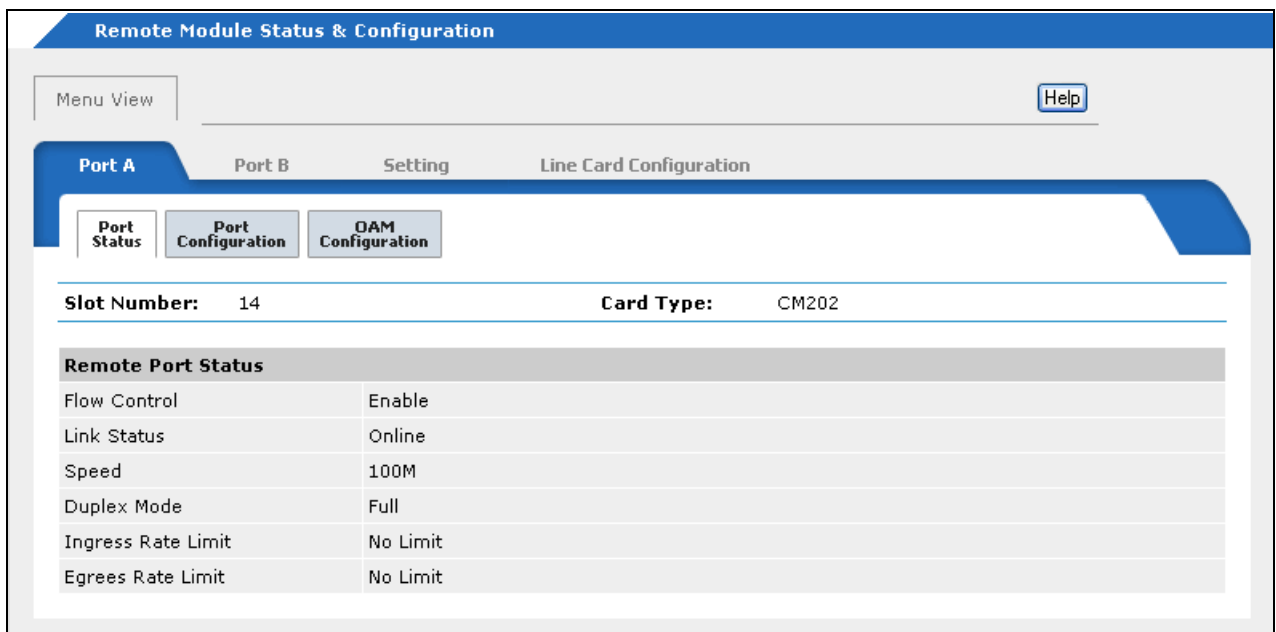 Remote Module Status & Configuration
Menu View
Help
Port A Port B Setting Line Card Configuration
Port
Status
Port
Configuration
OAM
Configuration
Slot Number: 14 Card Type: CM202
Remote Port Status
Flow Control Enable
Link Status Online
Speed 100M
Duplex Mode Full
Ingress Rate Limit No Limit
Egrees Rate Limit No Limit